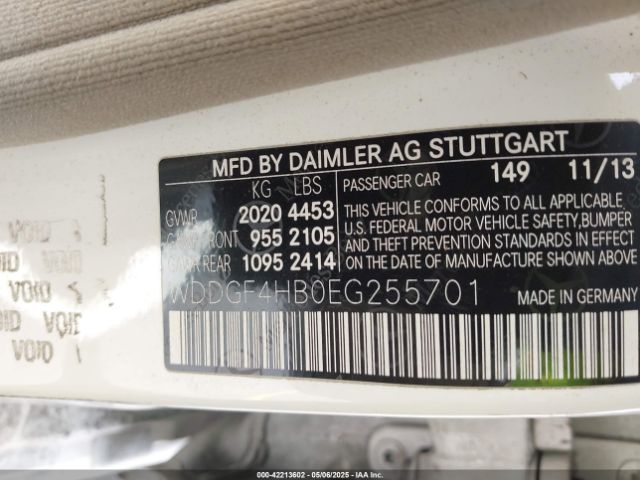 MFD BY DAIMLER AG STUTTGART
KG LBS
GVWR 2020 4453
GAWR FRONT 955 2105
GAWR REAR 1095 2414
PASSENGER CAR 149 11/13
THIS VEHICLE CONFORMS TO ALL APPLICABLE
U.S. FEDERAL MOTOR VEHICLE SAFETY, BUMPER
AND THEFT PREVENTION STANDARDS IN EFFECT
ON THE DATE OF MANUFACTURE SHOWN ABOVE.
WDDGF4HB0EG255701
MADE IN GERMANY
VOID
VOID
VOID
VOID
VOID
000-42213602 - 05/06/2025 - IAAI, Inc.